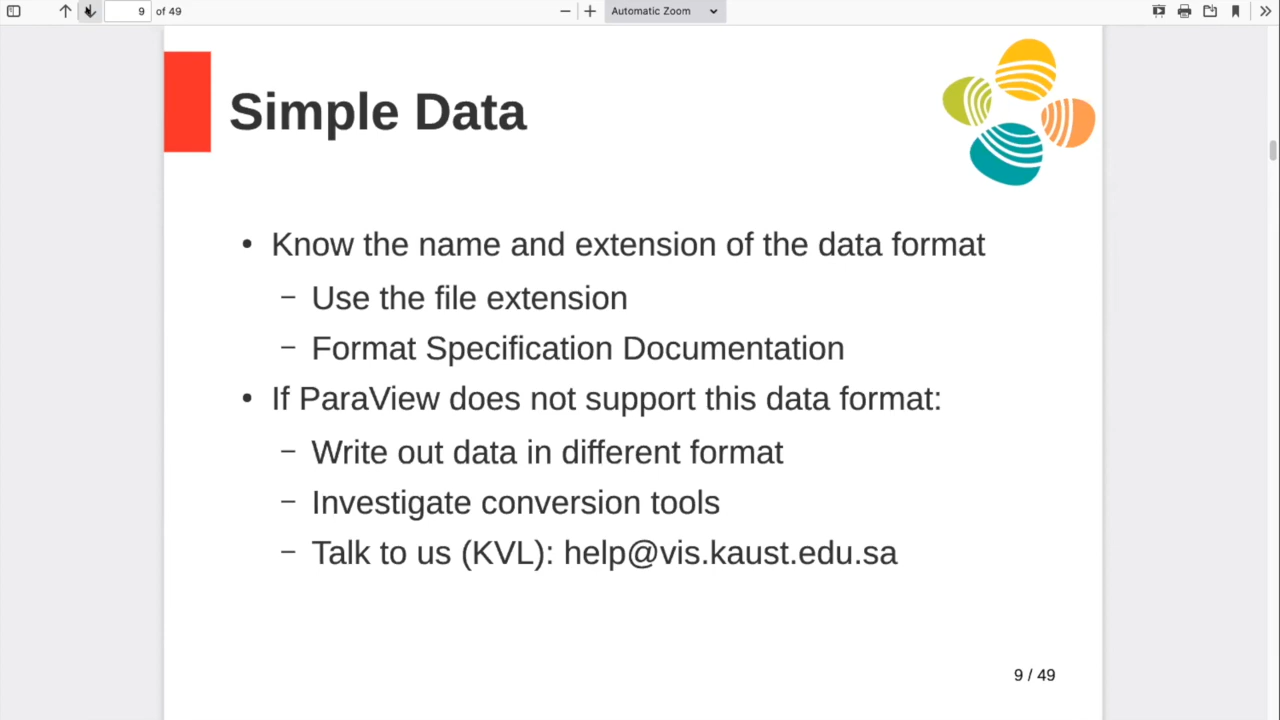 9 of 49 Automatic Zoom
Simple Data
• Know the name and extension of the data format
– Use the file extension
– Format Specification Documentation
• If ParaView does not support this data format:
– Write out data in different format
– Investigate conversion tools
– Talk to us (KVL): help@vis.kaust.edu.sa
9 / 49